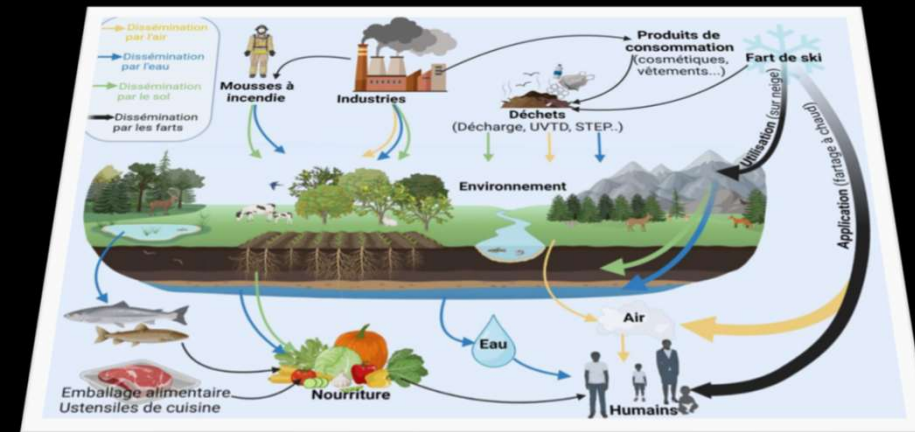 Dissémination
par l'air
Dissémination
par l'eau
Dissémination
par le sol
Dissémination
par les farts
Mousses à
incendie
Industries
Produits de
consommation
(cosmétiques,
vêtements...)
Fart de ski
Déchets
(Décharge, UVTD, STEP..)
Utilisation (sur neige)
Application (fartage à chaud)
Environnement
Air
Eau
Emballage alimentaire
Ustensiles de cuisine
Nourriture
Humains